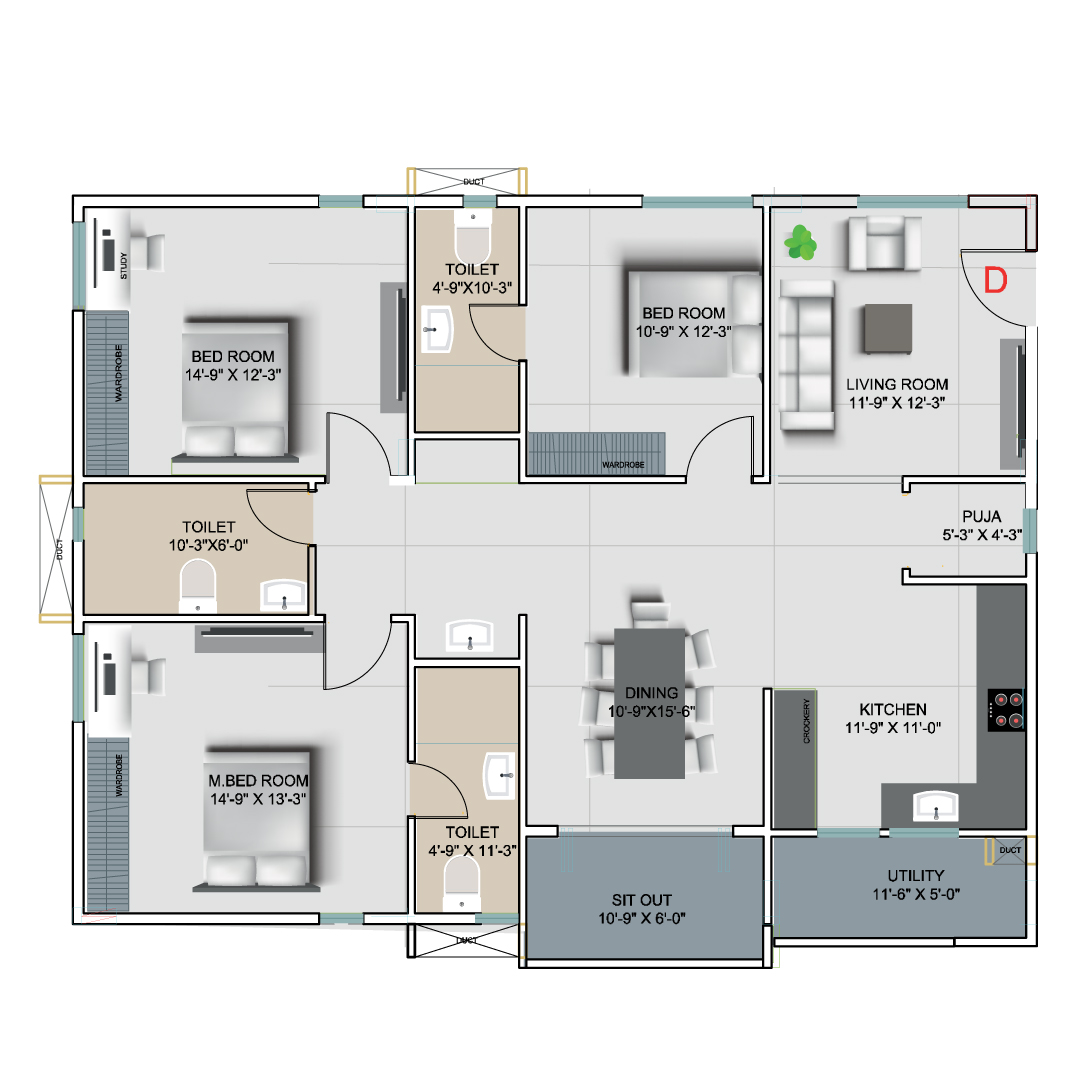 DUCT
STUDY
TOILET
4'-9"X10'-3"
D
BED ROOM
10'-9" X 12'-3"
BED ROOM
14'-9" X 12'-3"
WARDROBE
LIVING ROOM
11'-9" X 12'-3"
WARDROBE
TOILET
10'-3"X6'-0"
DUCT
PUJA
5'-3" X 4'-3"
DINING
10'-9"X15'-6"
CROCKERY
KITCHEN
11'-9" X 11'-0"
WARDROBE
M.BED ROOM
14'-9" X 13'-3"
TOILET
4'-9" X 11'-3"
DUCT
UTILITY
11'-6" X 5'-0"
SIT OUT
10'-9" X 6'-0"
DUCT